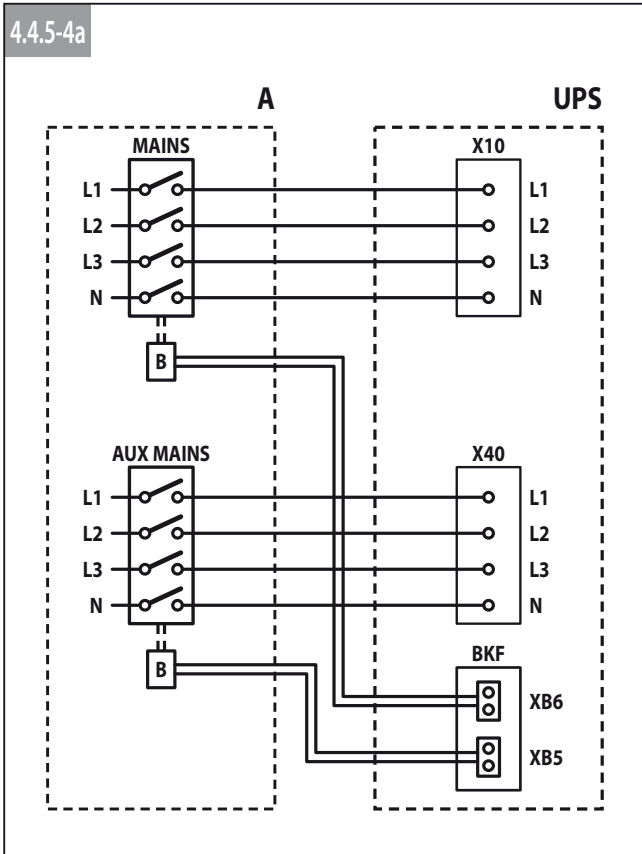 4.4.5-4a
A UPS
MAINS X10
L1 L1
L2 L2
L3 L3
N N
B
AUX MAINS X40
L1 L1
L2 L2
L3 L3
N N
BKF
B
XB6
XB5